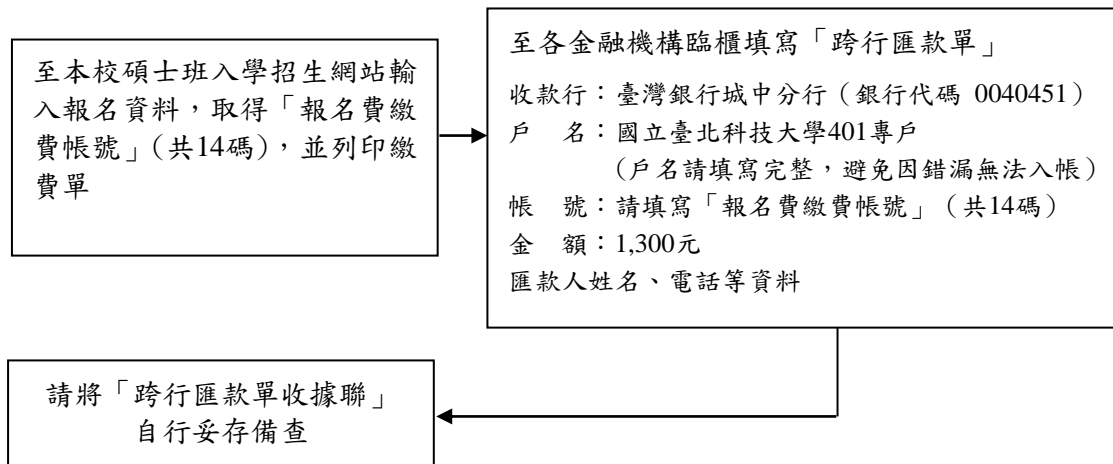 至本校碩士班入學招生網站輸
入報名資料，取得「報名費繳
費帳號」（共14碼），並列印繳
費單
至各金融機構臨櫃填寫「跨行匯款單」
收款行：臺灣銀行城中分行（銀行代碼 0040451）
戶　名：國立臺北科技大學401專戶
（戶名請填寫完整，避免因錯漏無法入帳）
帳　號：請填寫「報名費繳費帳號」（共14碼）
金　額：1,300元
匯款人姓名、電話等資料
請將「跨行匯款單收據聯」
自行妥存備查